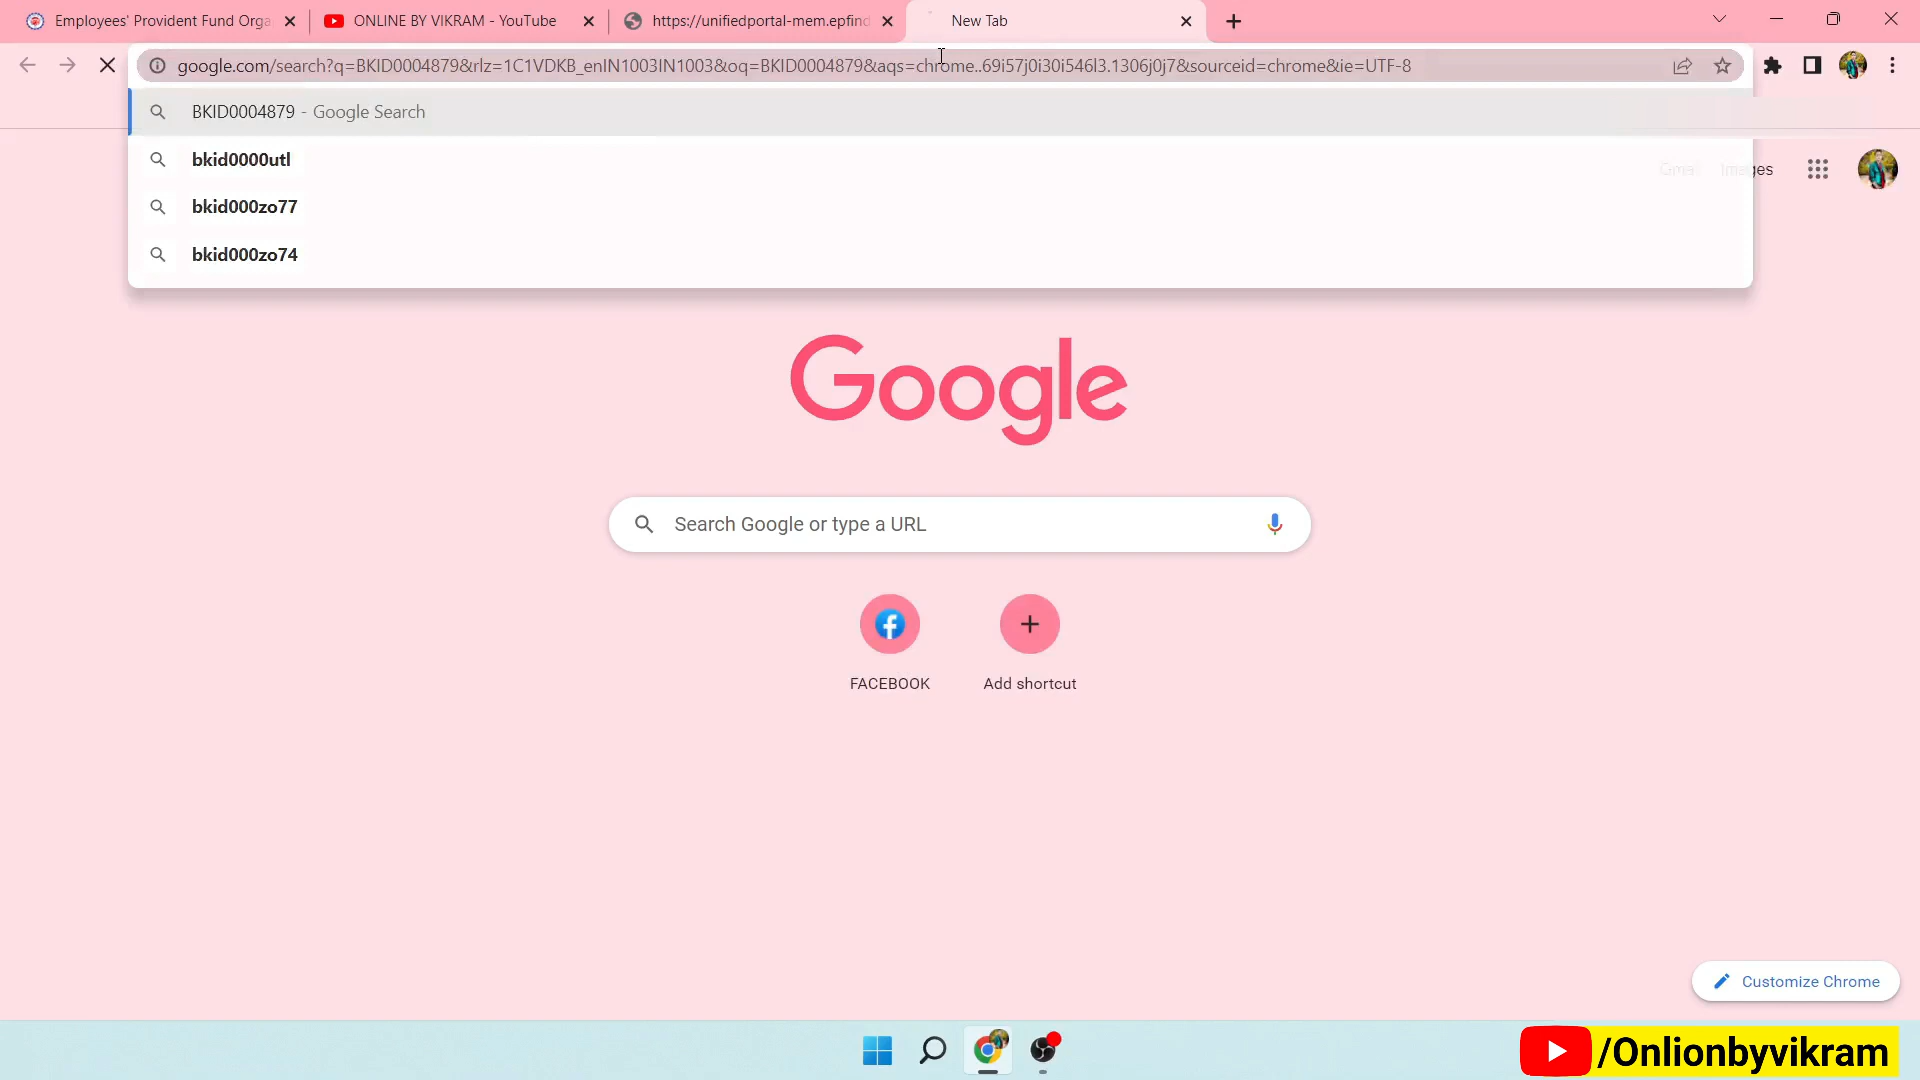 Employees' Provident Fund Orga
ONLINE BY VIKRAM - YouTube
https://unifiedportal-mem.epfind
New Tab
google.com/search?q=BKID0004879&rlz=1C1VDKB_enIN1003IN1003&oq=BKID0004879&aqs=chrome..69i57j0i30i546l3.1306j0j7&sourceid=chrome&ie=UTF-8
BKID0004879 - Google Search
bkid0000utl
bkid000zo77
bkid000zo74
Gmail Images
Google
Search Google or type a URL
FACEBOOK
Add shortcut
Customize Chrome
/Onlionbyvikram